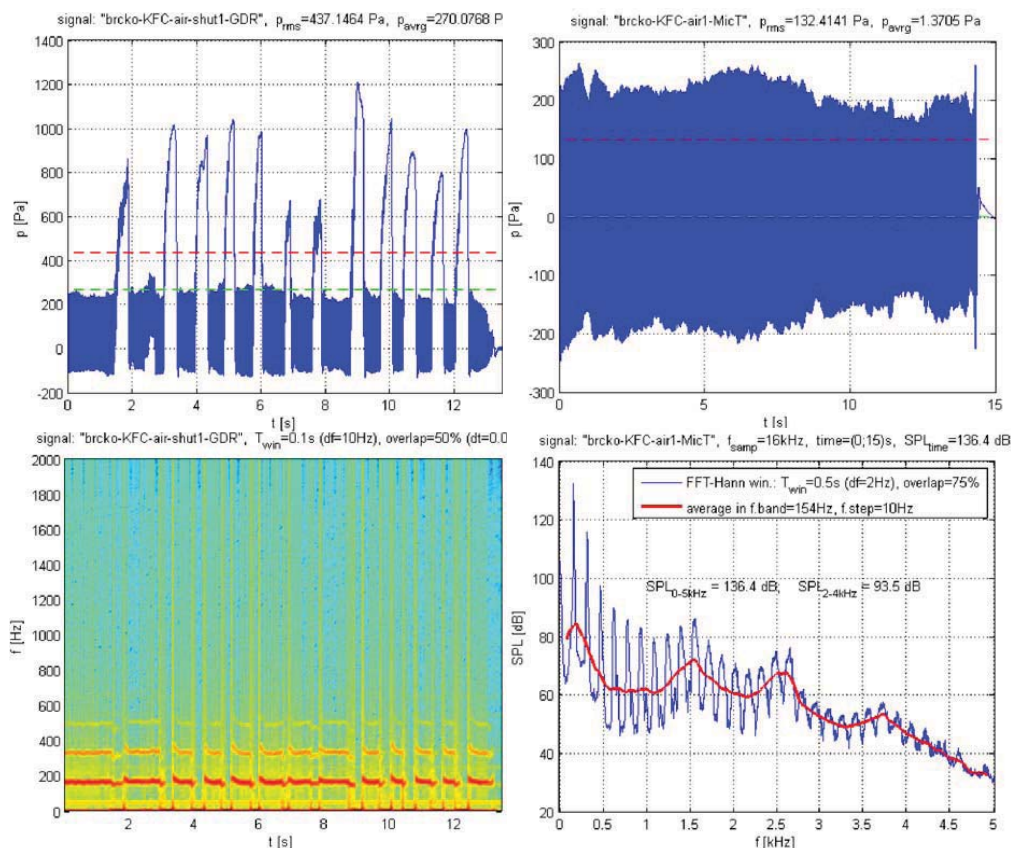 signal: "brcko-KFC-air-shut1-GDR", p_rms=437.1464 Pa, p_avrg=270.0768 P
1400
1200
1000
800
600
400
200
0
-200
p [Pa]
0 2 4 6 8 10 12
t [s]
signal: "brcko-KFC-air1-MicT", p_rms=132.4141 Pa, p_avrg=1.3705 Pa
300
200
100
0
-100
-200
-300
p [Pa]
0 5 10 15
t [s]
signal: "brcko-KFC-air-shut1-GDR", T_win=0.1s (df=10Hz), overlap=50% (dt=0.0
2000
1800
1600
1400
1200
1000
800
600
400
200
0
f [Hz]
2 4 6 8 10 12
t [s]
signal: "brcko-KFC-air1-MicT", f_samp=16kHz, time=(0;15)s, SPL_time=136.4 dB
140
120
100
80
60
40
20
SPL [dB]
FFT-Hann win.: T_win=0.5s (df=2Hz), overlap=75%
average in f.band=154Hz, f.step=10Hz
SPL_0-5kHz = 136.4 dB; SPL_2-4kHz = 93.5 dB
0 0.5 1 1.5 2 2.5 3 3.5 4 4.5 5
f [kHz]